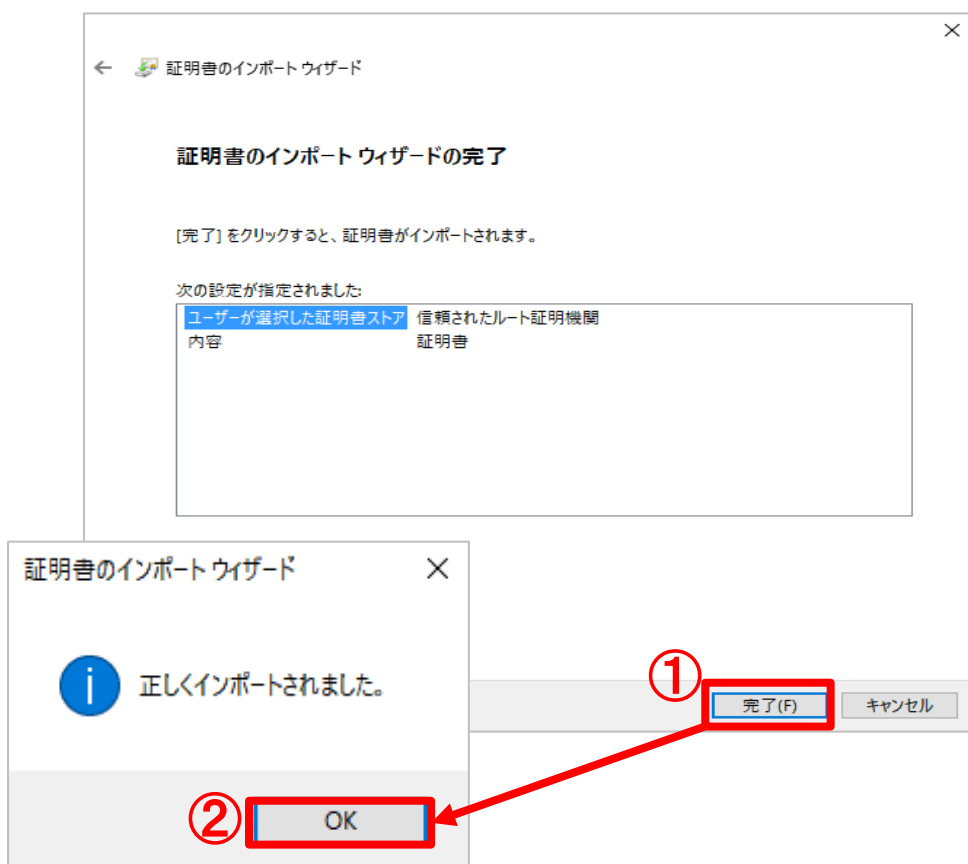 証明書のインポート ウィザード
証明書のインポート ウィザードの完了
[完了] をクリックすると、証明書がインポートされます。
次の設定が指定されました:
ユーザーが選択した証明書ストア 信頼されたルート証明機関
内容 証明書
証明書のインポート ウィザード
正しくインポートされました。
①
完了(F) キャンセル
② OK